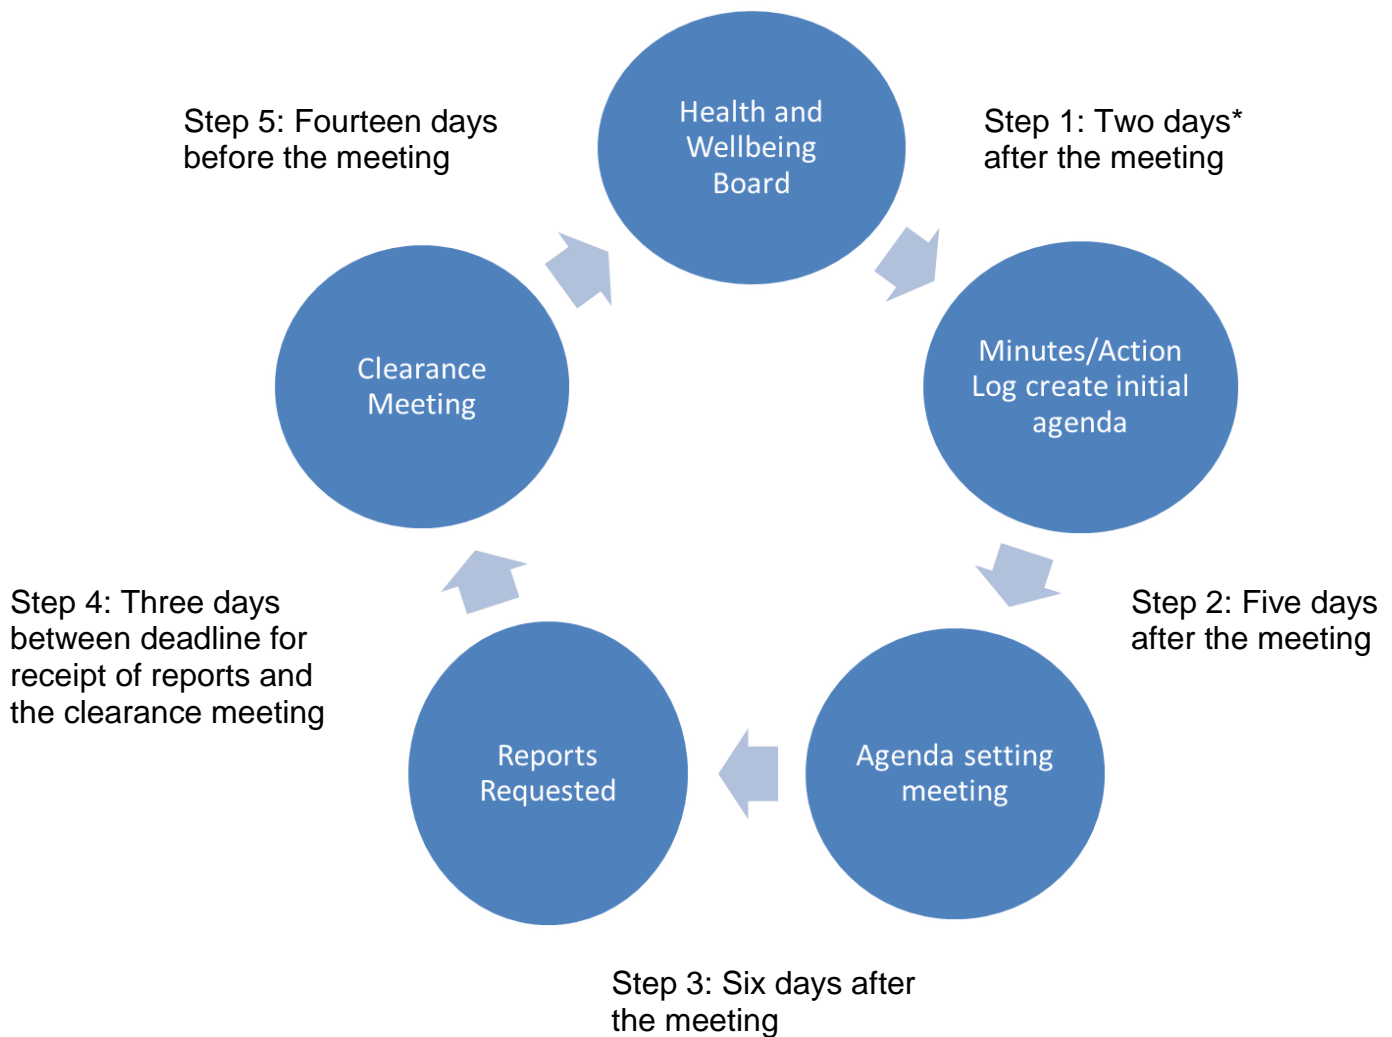 Health and
Wellbeing
Board
Step 1: Two days*
after the meeting
Minutes/Action
Log create initial
agenda
Step 2: Five days
after the meeting
Agenda setting
meeting
Step 3: Six days after
the meeting
Reports
Requested
Step 4: Three days
between deadline for
receipt of reports and
the clearance meeting
Clearance
Meeting
Step 5: Fourteen days
before the meeting